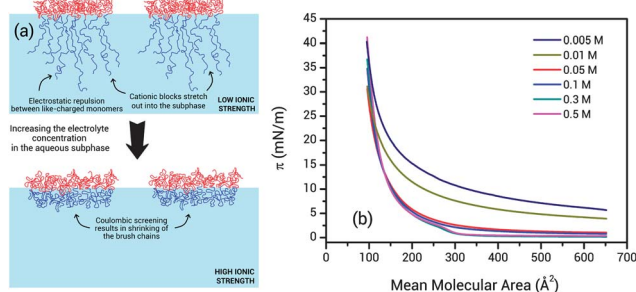 (a)
Electrostatic repulsion
between like-charged monomers
Cationic blocks stretch
out into the subphase
LOW IONIC
STRENGTH
Increasing the electrolyte
concentration
in the aqueous subphase
Coulombic screening
results in shrinking of
the brush chains
HIGH IONIC
STRENGTH
π (mN/m)
45
40
35
30
25
20
15
10
5
0
0.005 M
0.01 M
0.05 M
0.1 M
0.3 M
0.5 M
(b)
0 100 200 300 400 500 600 700
Mean Molecular Area (Å²)